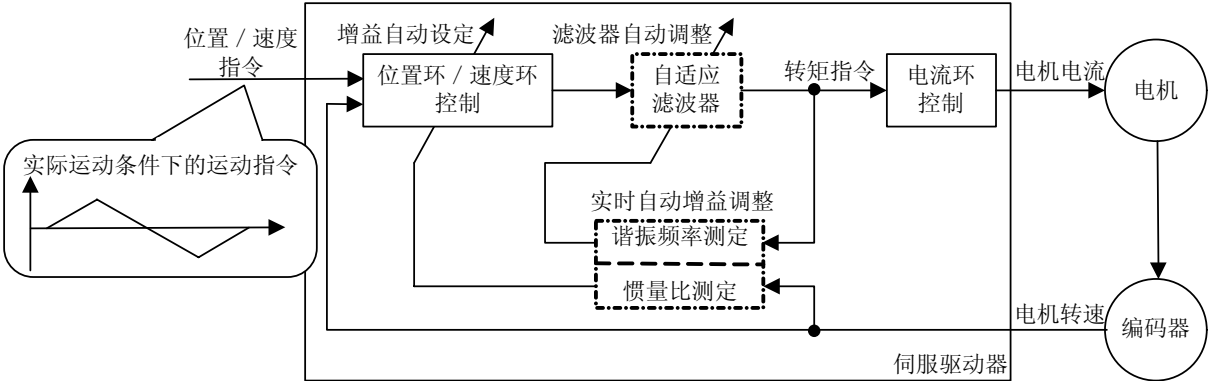 位置／速度
指令
增益自动设定
滤波器自动调整
位置环／速度环
控制
自适应
滤波器
转矩指令
电流环
控制
电机电流
电机
实际运动条件下的运动指令
实时自动增益调整
谐振频率测定
惯量比测定
电机转速
编码器
伺服驱动器